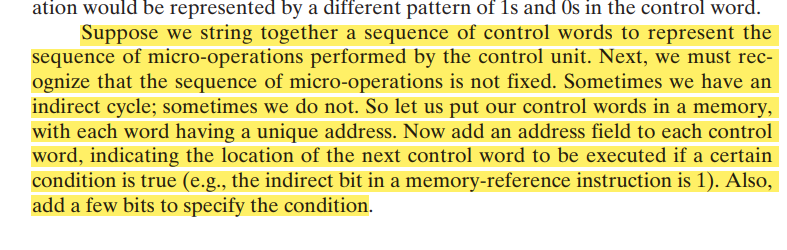 ation would be represented by a different pattern of 1s and 0s in the control word.
Suppose we string together a sequence of control words to represent the
sequence of micro-operations performed by the control unit. Next, we must rec-
ognize that the sequence of micro-operations is not fixed. Sometimes we have an
indirect cycle; sometimes we do not. So let us put our control words in a memory,
with each word having a unique address. Now add an address field to each control
word, indicating the location of the next control word to be executed if a certain
condition is true (e.g., the indirect bit in a memory-reference instruction is 1). Also,
add a few bits to specify the condition.